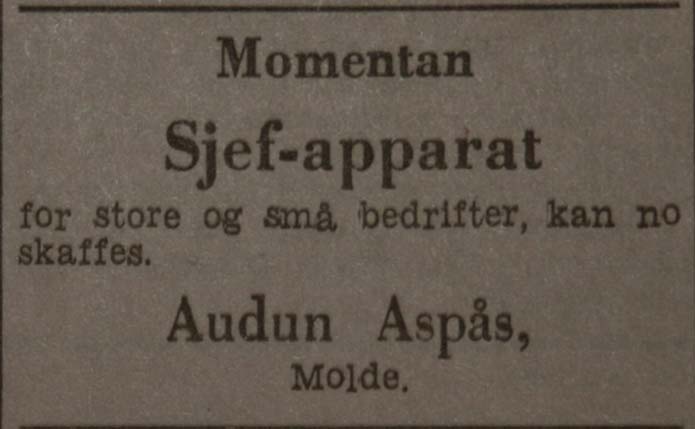 Momentan
Sjef-apparat
for store og små bedrifter, kan no
skaffes.
Audun Aspås,
Molde.